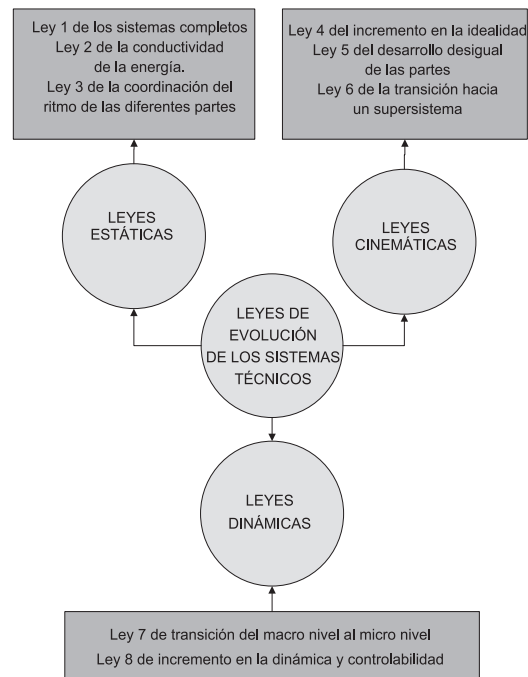 Ley 1 de los sistemas completos
Ley 2 de la conductividad
de la energía.
Ley 3 de la coordinación del
ritmo de las diferentes partes
Ley 4 del incremento en la idealidad
Ley 5 del desarrollo desigual
de las partes
Ley 6 de la transición hacia
un supersistema
LEYES
ESTÁTICAS
LEYES
CINEMÁTICAS
LEYES DE
EVOLUCIÓN
DE LOS SISTEMAS
TÉCNICOS
LEYES
DINÁMICAS
Ley 7 de transición del macro nivel al micro nivel
Ley 8 de incremento en la dinámica y controlabilidad